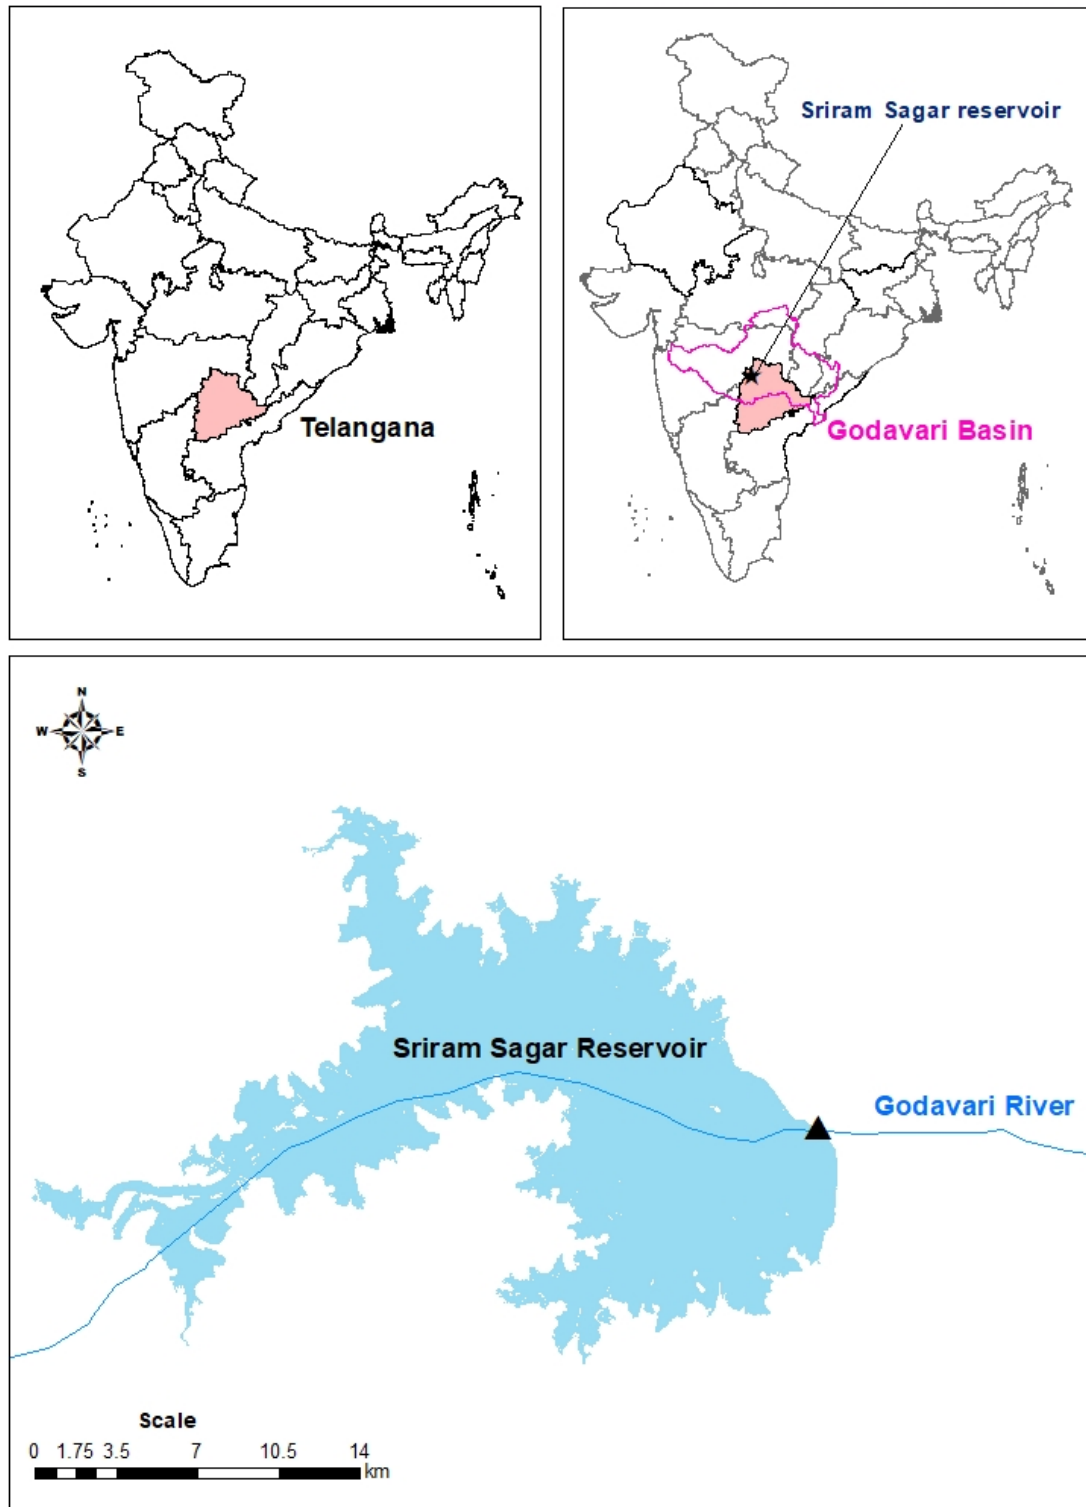 Telangana
Sriram Sagar reservoir
Godavari Basin
N
W E
S
Sriram Sagar Reservoir
Godavari River
Scale
0 1.75 3.5 7 10.5 14
km